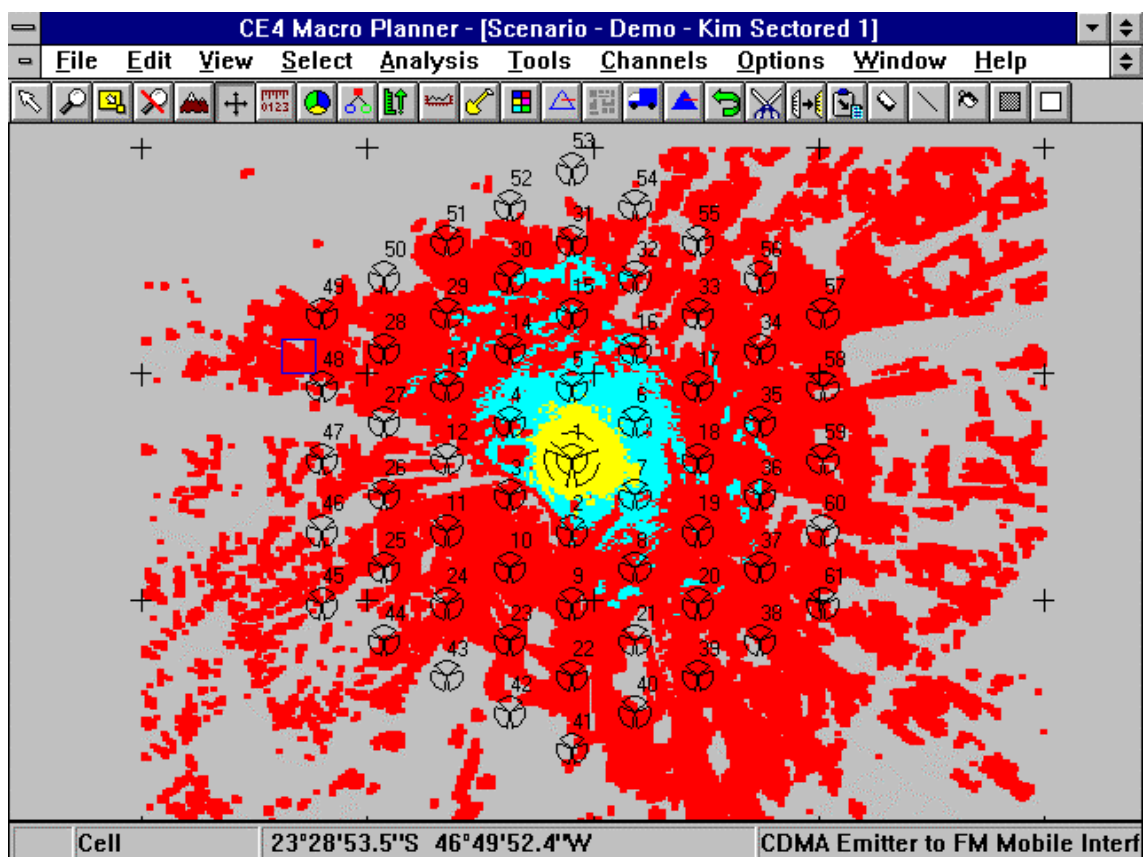 CE4 Macro Planner - [Scenario - Demo - Kim Sectored 1]
File Edit View Select Analysis Tools Channels Options Window Help
0123
53
52 54
51 31 55
50 30 32 56
49 29 15 33 57
28 14 16 34
48 13 5 17 58
27 4 6 35
47 12 1 18 59
26 3 7 36
46 11 2 19 60
25 10 8 37
45 24 9 20 61
44 23 21 38
43 22 39
42 40
41
Cell 23°28'53.5"S 46°49'52.4"W CDMA Emitter to FM Mobile Interf